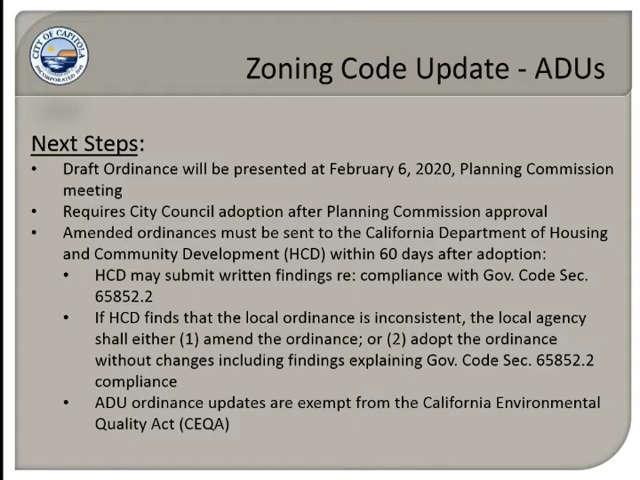 CITY OF CAPITOLA
INCORPORATED 1949
Zoning Code Update - ADUs
Next Steps:
• Draft Ordinance will be presented at February 6, 2020, Planning Commission
meeting
• Requires City Council adoption after Planning Commission approval
• Amended ordinances must be sent to the California Department of Housing
and Community Development (HCD) within 60 days after adoption:
• HCD may submit written findings re: compliance with Gov. Code Sec.
65852.2
• If HCD finds that the local ordinance is inconsistent, the local agency
shall either (1) amend the ordinance; or (2) adopt the ordinance
without changes including findings explaining Gov. Code Sec. 65852.2
compliance
• ADU ordinance updates are exempt from the California Environmental
Quality Act (CEQA)